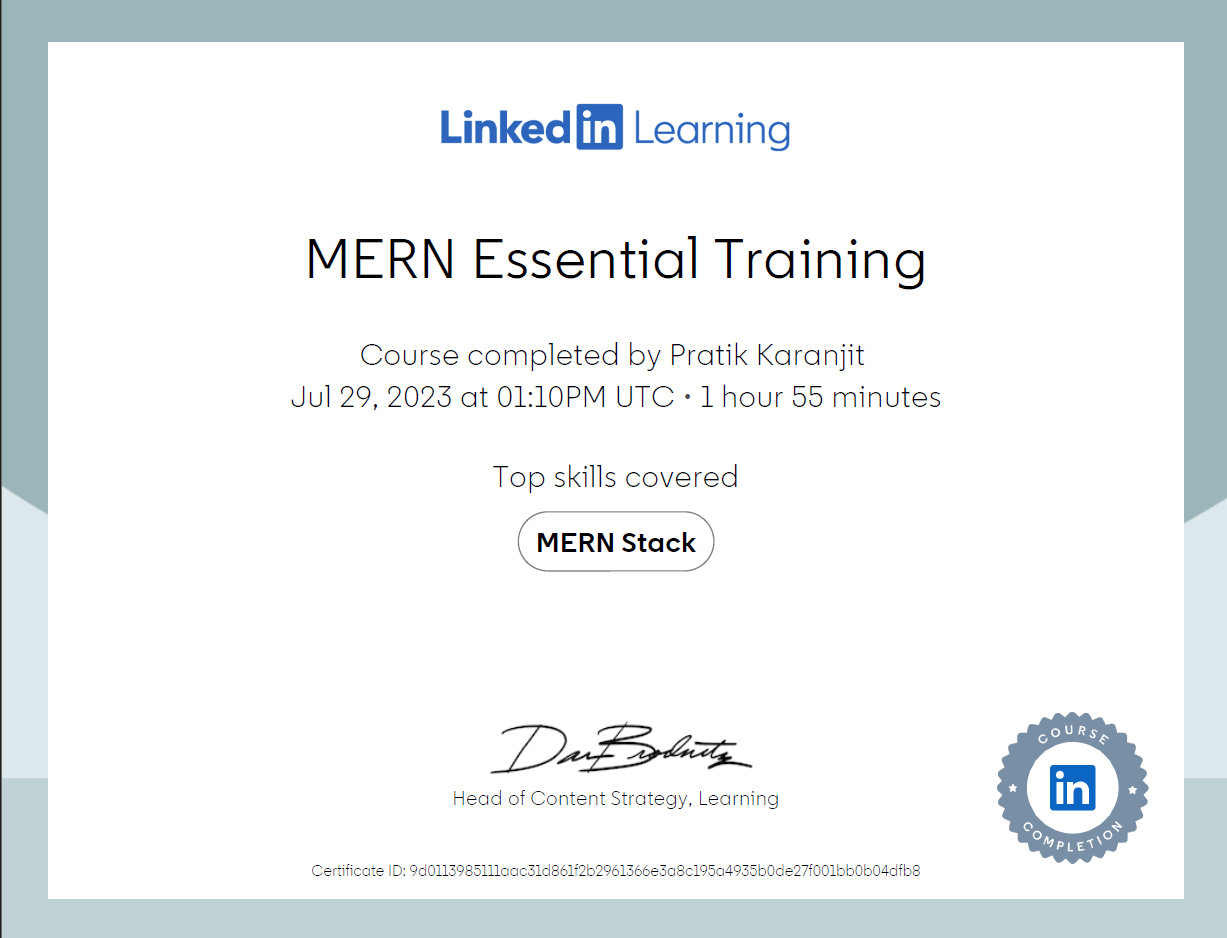 Linkedin Learning
MERN Essential Training
Course completed by Pratik Karanjit
Jul 29, 2023 at 01:10PM UTC • 1 hour 55 minutes
Top skills covered
MERN Stack
Dan Brodnitz
Head of Content Strategy, Learning
COURSE
in
COMPLETION
Certificate ID: 9d0113985111aac31d861f2b2961366e3a8c195a4935b0de27f001bb0b04dfb8